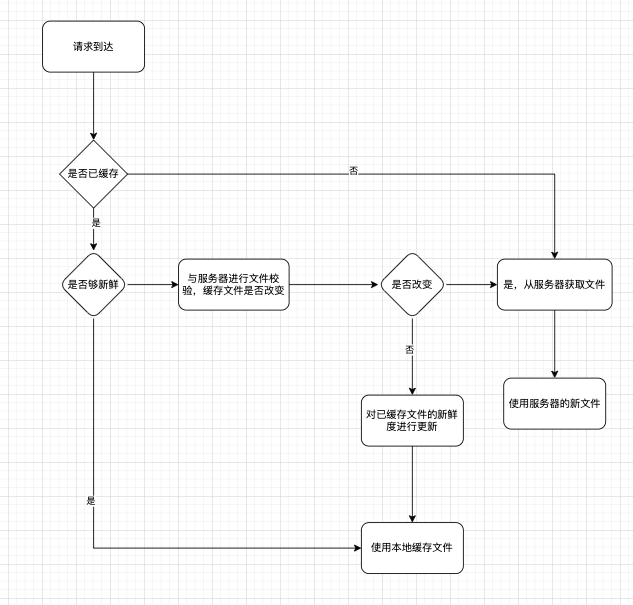 请求到达
是否已缓存
否
是
是否够新鲜
与服务器进行文件校
验，缓存文件是否改变
是否改变
是，从服务器获取文件
否
使用服务器的新文件
对已缓存文件的新鲜
度进行更新
是
使用本地缓存文件